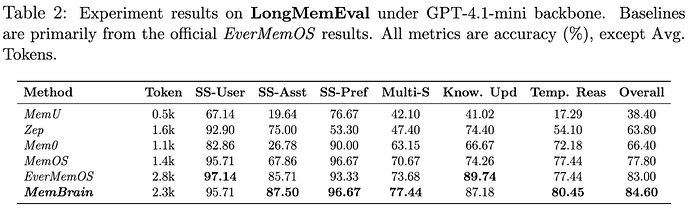 Table 2: Experiment results on LongMemEval under GPT-4.1-mini backbone. Baselines
are primarily from the official EverMemOS results. All metrics are accuracy (%), except Avg.
Tokens.
Method Token SS-User SS-Asst SS-Pref Multi-S Know. Upd Temp. Reas Overall
MemU 0.5k 67.14 19.64 76.67 42.10 41.02 17.29 38.40
Zep 1.6k 92.90 75.00 53.30 47.40 74.40 54.10 63.80
Mem0 1.1k 82.86 26.78 90.00 63.15 66.67 72.18 66.40
MemOS 1.4k 95.71 67.86 96.67 70.67 74.26 77.44 77.80
EverMemOS 2.8k 97.14 85.71 93.33 73.68 89.74 77.44 83.00
MemBrain 2.3k 95.71 87.50 96.67 77.44 87.18 80.45 84.60